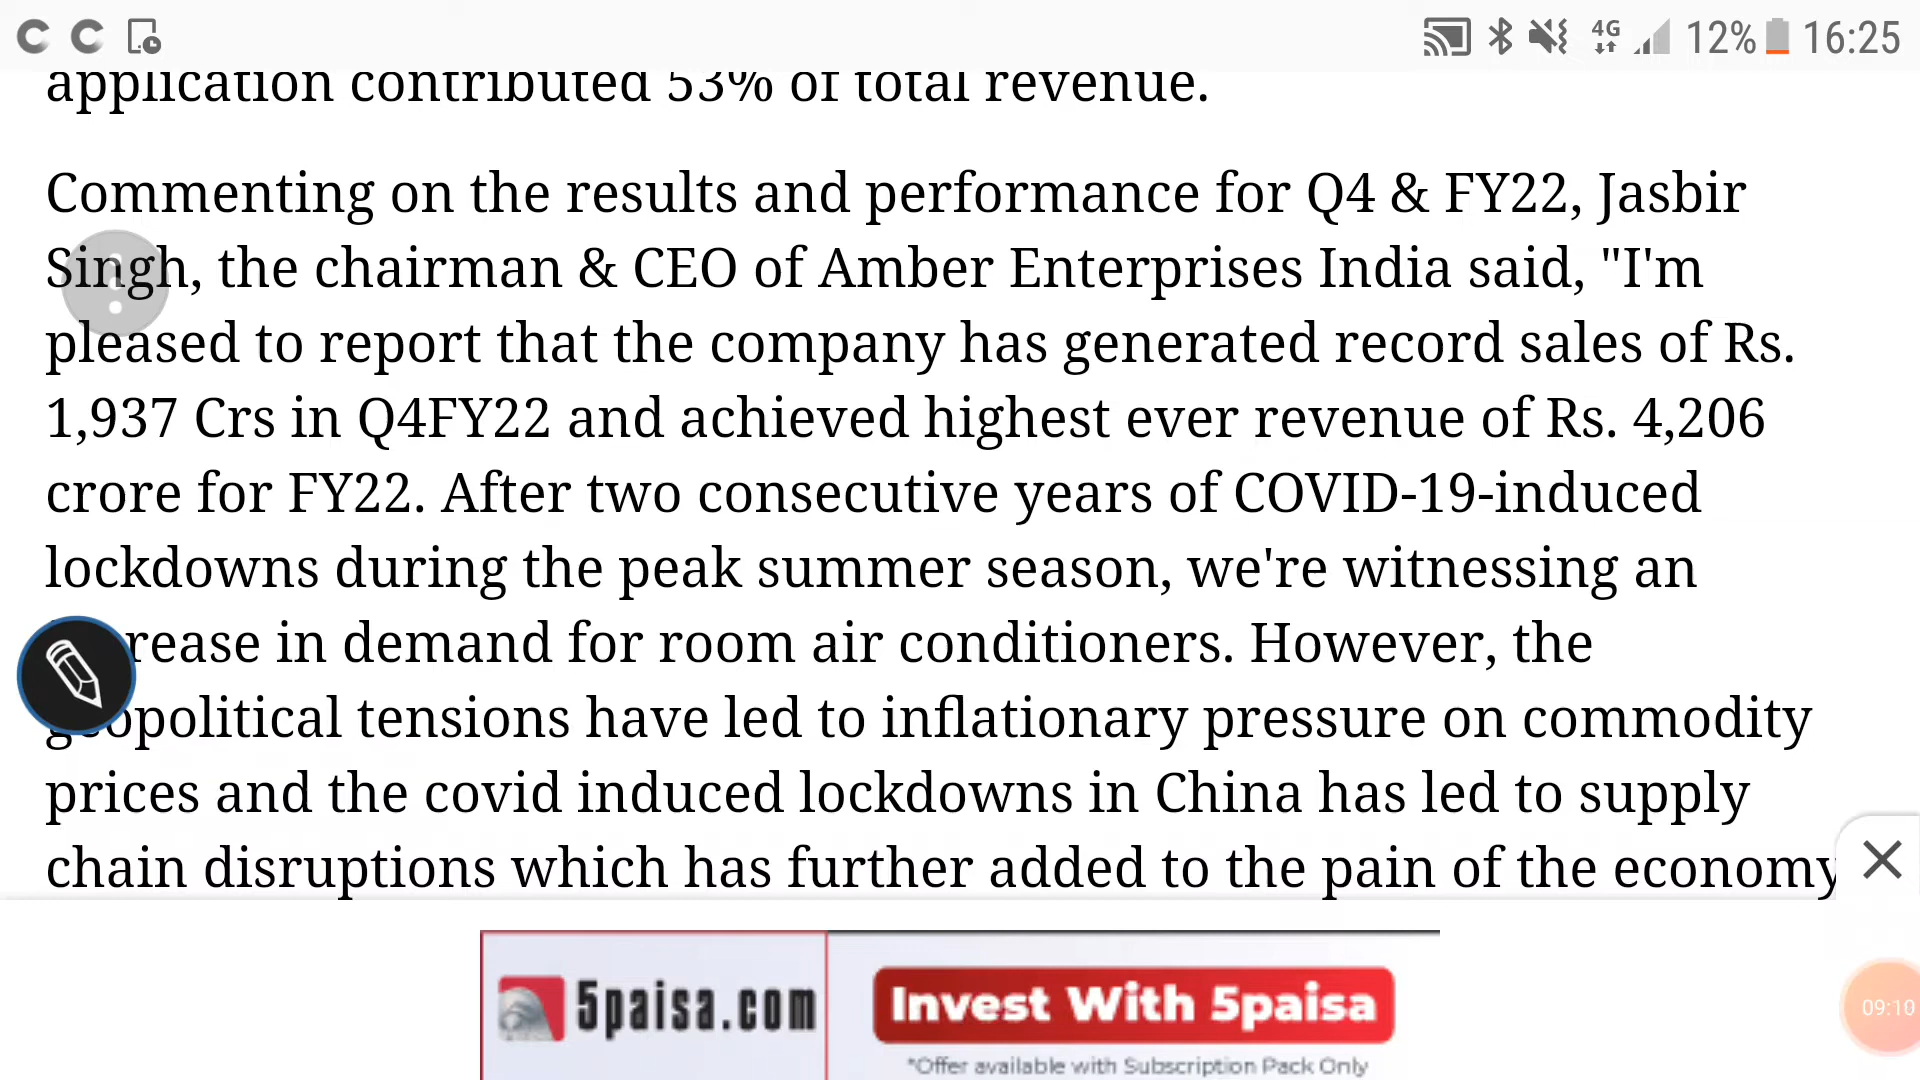 4G 12% 16:25
application contributed 53% of total revenue.
Commenting on the results and performance for Q4 & FY22, Jasbir
Singh, the chairman & CEO of Amber Enterprises India said, "I'm
pleased to report that the company has generated record sales of Rs.
1,937 Crs in Q4FY22 and achieved highest ever revenue of Rs. 4,206
crore for FY22. After two consecutive years of COVID-19-induced
lockdowns during the peak summer season, we're witnessing an
rease in demand for room air conditioners. However, the
geopolitical tensions have led to inflationary pressure on commodity
prices and the covid induced lockdowns in China has led to supply
chain disruptions which has further added to the pain of the economy
5paisa.com
Invest With 5paisa
*Offer available with Subscription Pack Only
09:10